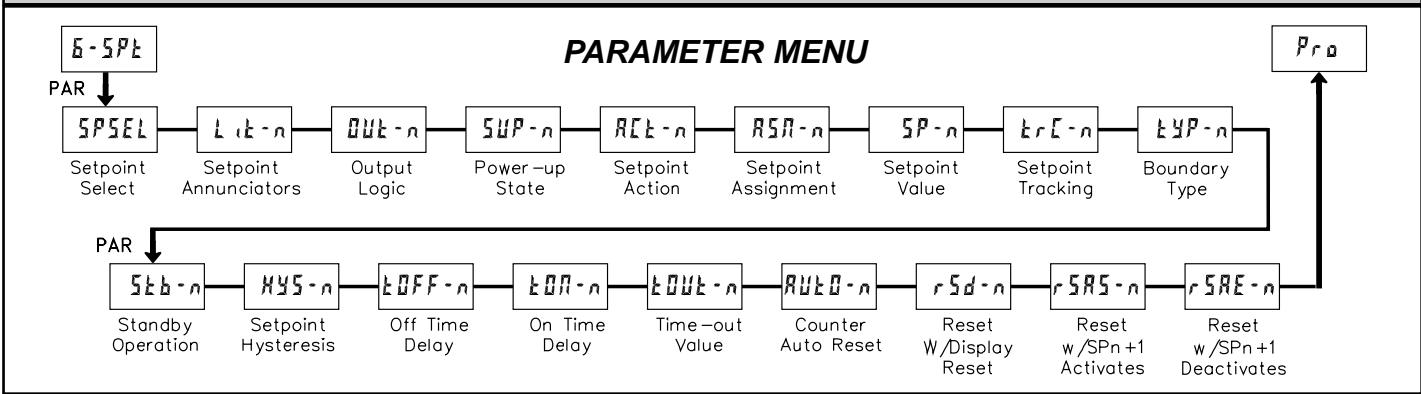 6-SPt
PARAMETER MENU
Pro
PAR
SPSEL
Lit-n
OUt-n
SUP-n
ACt-n
ASN-n
SP-n
trC-n
tYP-n
Setpoint
Select
Setpoint
Annunciators
Output
Logic
Power-up
State
Setpoint
Action
Setpoint
Assignment
Setpoint
Value
Setpoint
Tracking
Boundary
Type
PAR
Stb-n
HYS-n
tOFF-n
tON-n
tOUt-n
AUtO-n
rSd-n
rSAS-n
rSAE-n
Standby
Operation
Setpoint
Hysteresis
Off Time
Delay
On Time
Delay
Time-out
Value
Counter
Auto Reset
Reset
W/Display
Reset
Reset
w/SPn+1
Activates
Reset
w/SPn+1
Deactivates